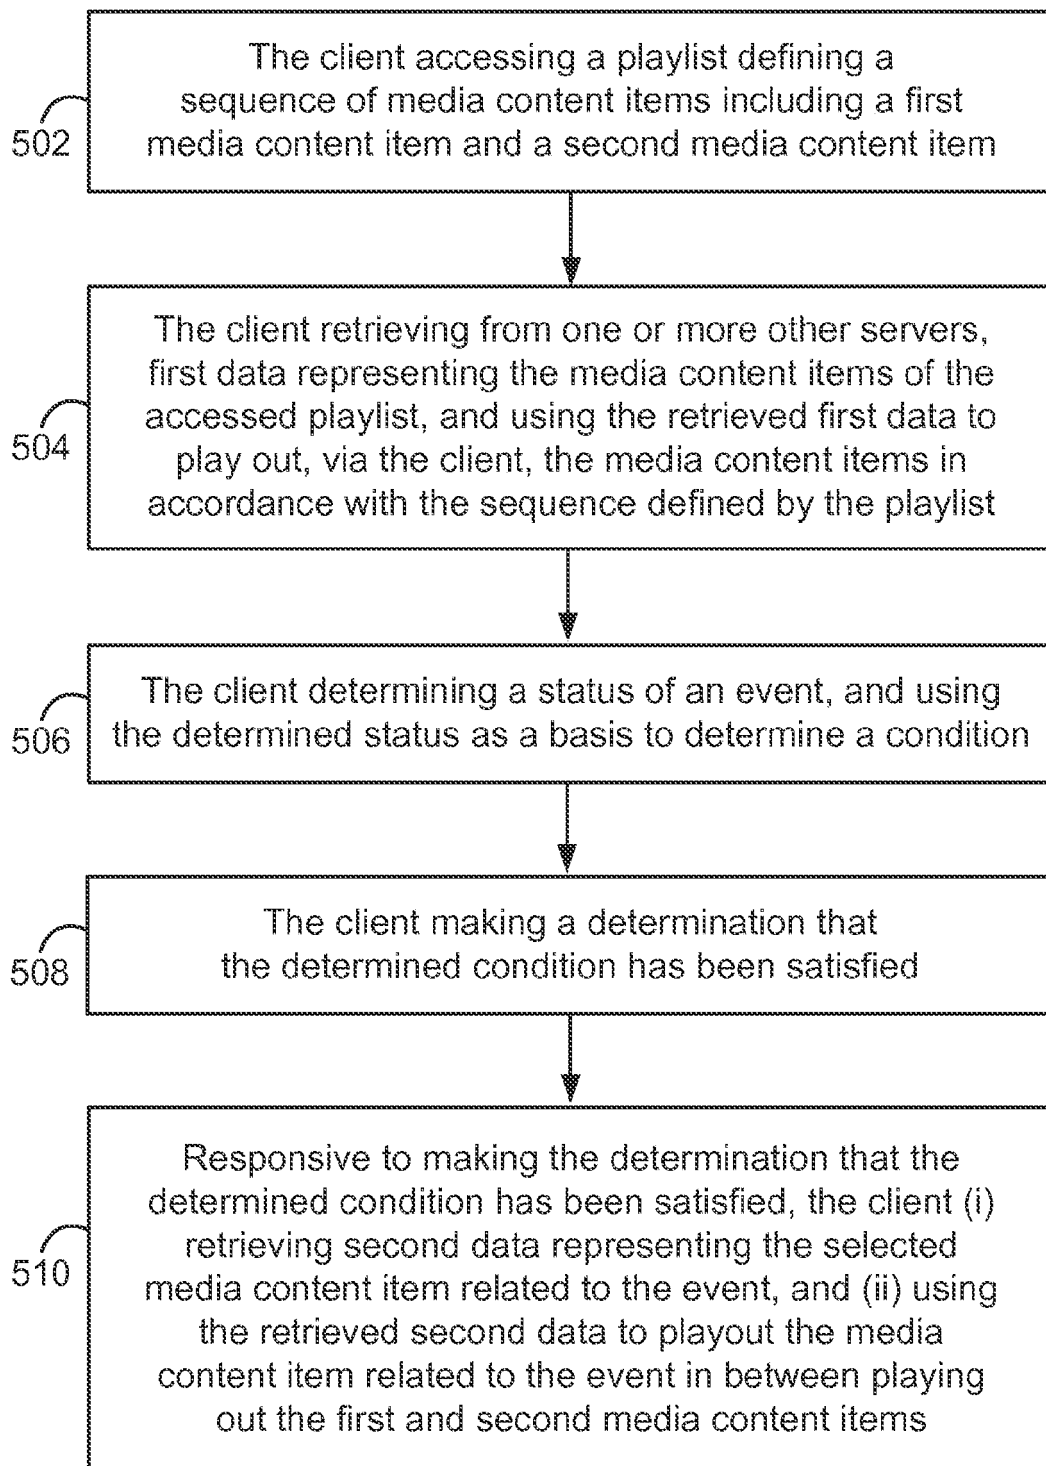 The client accessing a playlist defining a
sequence of media content items including a first
media content item and a second media content item
502
The client retrieving from one or more other servers,
first data representing the media content items of the
accessed playlist, and using the retrieved first data to
play out, via the client, the media content items in
accordance with the sequence defined by the playlist
504
The client determining a status of an event, and using
the determined status as a basis to determine a condition
506
The client making a determination that
the determined condition has been satisfied
508
Responsive to making the determination that the
determined condition has been satisfied, the client (i)
retrieving second data representing the selected
media content item related to the event, and (ii) using
the retrieved second data to playout the media
content item related to the event in between playing
out the first and second media content items
510